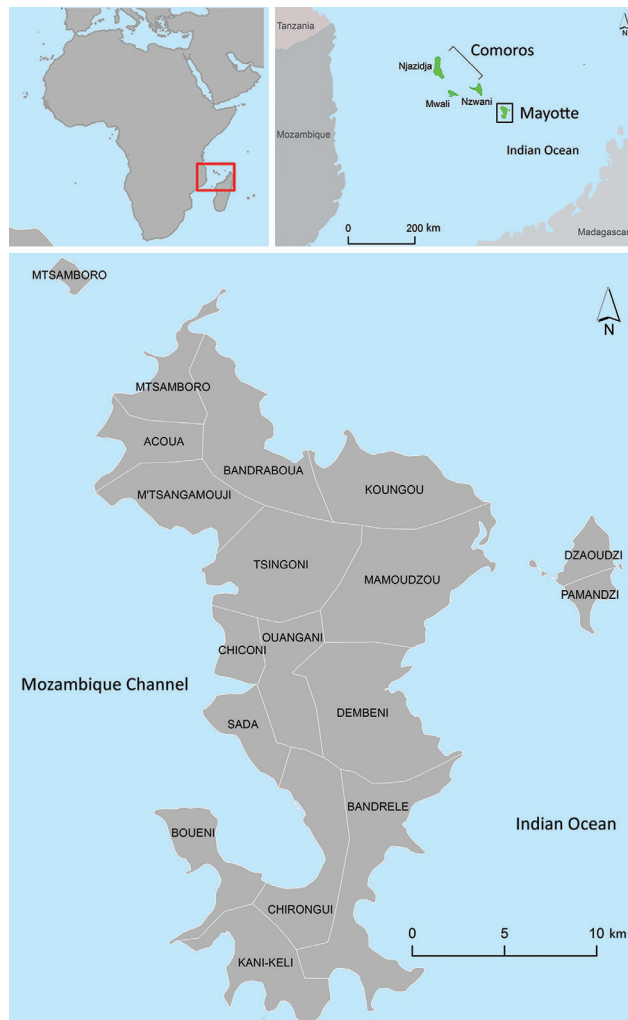 Tanzania
N
Comoros
Njazidja
Mwali
Nzwani
Mayotte
Mozambique
Indian Ocean
0 200 km
Madagascar
MTSAMBORO
N
MTSAMBORO
ACOUA
BANDRABOUA
KOUNGOU
M'TSANGAMOUJI
DZAOUDZI
TSINGONI
MAMOUDZOU
PAMANDZI
OUANGANI
CHICONI
Mozambique Channel
DEMBENI
SADA
BANDRELE
BOUENI
Indian Ocean
CHIRONGUI
0 5 10 km
KANI-KELI